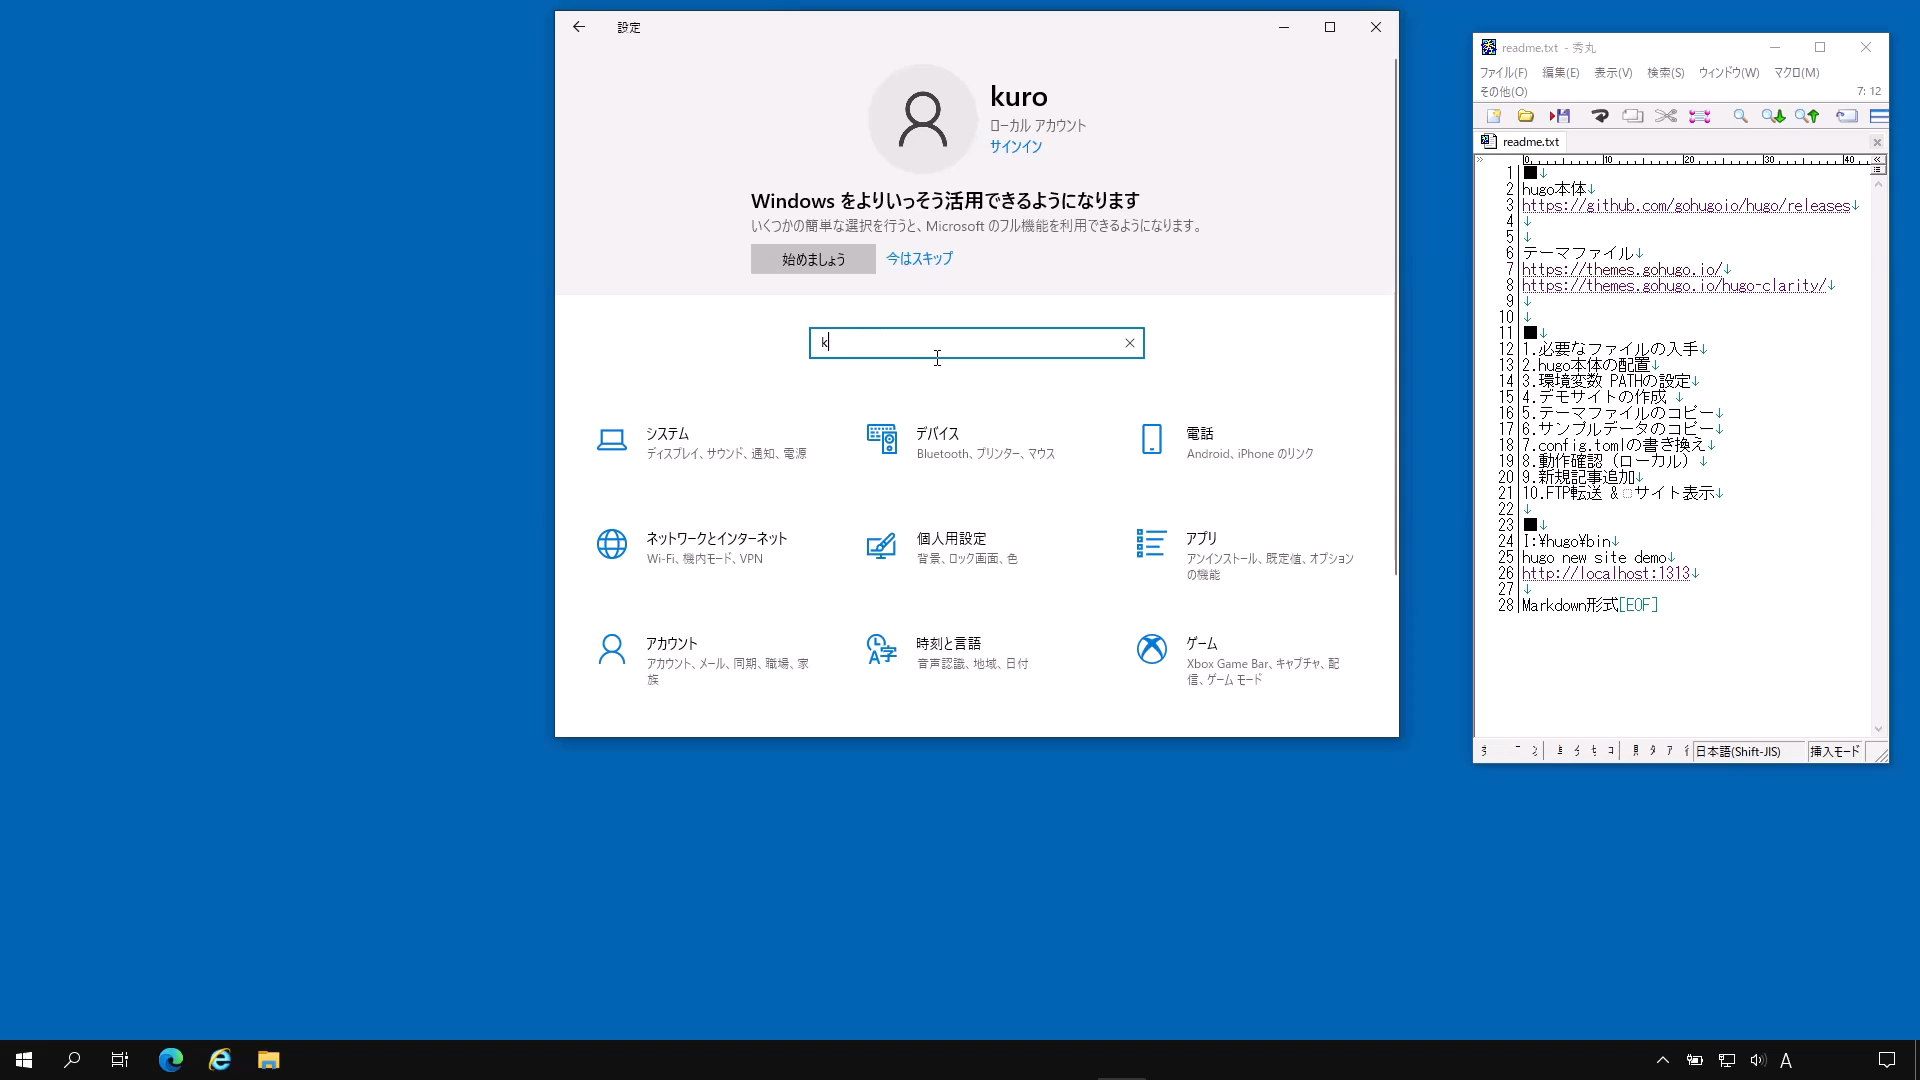 設定
kuro
ローカル アカウント
サインイン
Windows をよりいっそう活用できるようになります
いくつかの簡単な選択を行うと、Microsoft のフル機能を利用できるようになります。
始めましょう 今はスキップ
k
システム
ディスプレイ、サウンド、通知、電源
デバイス
Bluetooth、プリンター、マウス
電話
Android、iPhone のリンク
ネットワークとインターネット
Wi-Fi、機内モード、VPN
個人用設定
背景、ロック画面、色
アプリ
アンインストール、既定値、オプション
の機能
アカウント
アカウント、メール、同期、職場、家
族
時刻と言語
音声認識、地域、日付
ゲーム
Xbox Game Bar、キャプチャ、配
信、ゲーム モード
readme.txt - 秀丸
ファイル(F) 編集(E) 表示(V) 検索(S) ウィンドウ(W) マクロ(M)
その他(O) 7: 12
readme.txt
0 10 20 30 40
1 ■↓
2 hugo本体↓
3 https://github.com/gohugoio/hugo/releases↓
4 ↓
5 ↓
6 テーマファイル↓
7 https://themes.gohugo.io/↓
8 https://themes.gohugo.io/hugo-clarity/↓
9 ↓
10 ↓
11 ■↓
12 1.必要なファイルの入手↓
13 2.hugo本体の配置↓
14 3.環境変数 PATHの設定↓
15 4.デモサイトの作成 ↓
16 5.テーマファイルのコピー↓
17 6.サンプルデータのコピー↓
18 7.config.tomlの書き換え↓
19 8.動作確認（ローカル）↓
20 9.新規記事追加↓
21 10.FTP転送 &□サイト表示↓
22 ↓
23 ■↓
24 I:¥hugo¥bin↓
25 hugo new site demo↓
26 http://localhost:1313↓
27 ↓
28 Markdown形式[EOF]
日本語(Shift-JIS) 挿入モード
A